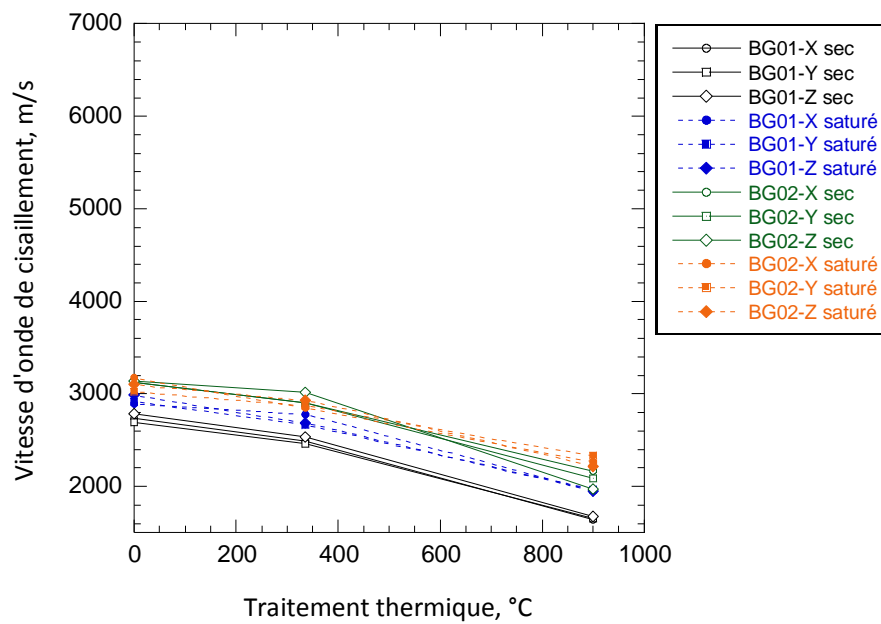 7000
6000
5000
4000
3000
2000
0
200
400
600
800
1000
Vitesse d'onde de cisaillement, m/s
Traitement thermique, °C
BG01-X sec
BG01-Y sec
BG01-Z sec
BG01-X saturé
BG01-Y saturé
BG01-Z saturé
BG02-X sec
BG02-Y sec
BG02-Z sec
BG02-X saturé
BG02-Y saturé
BG02-Z saturé